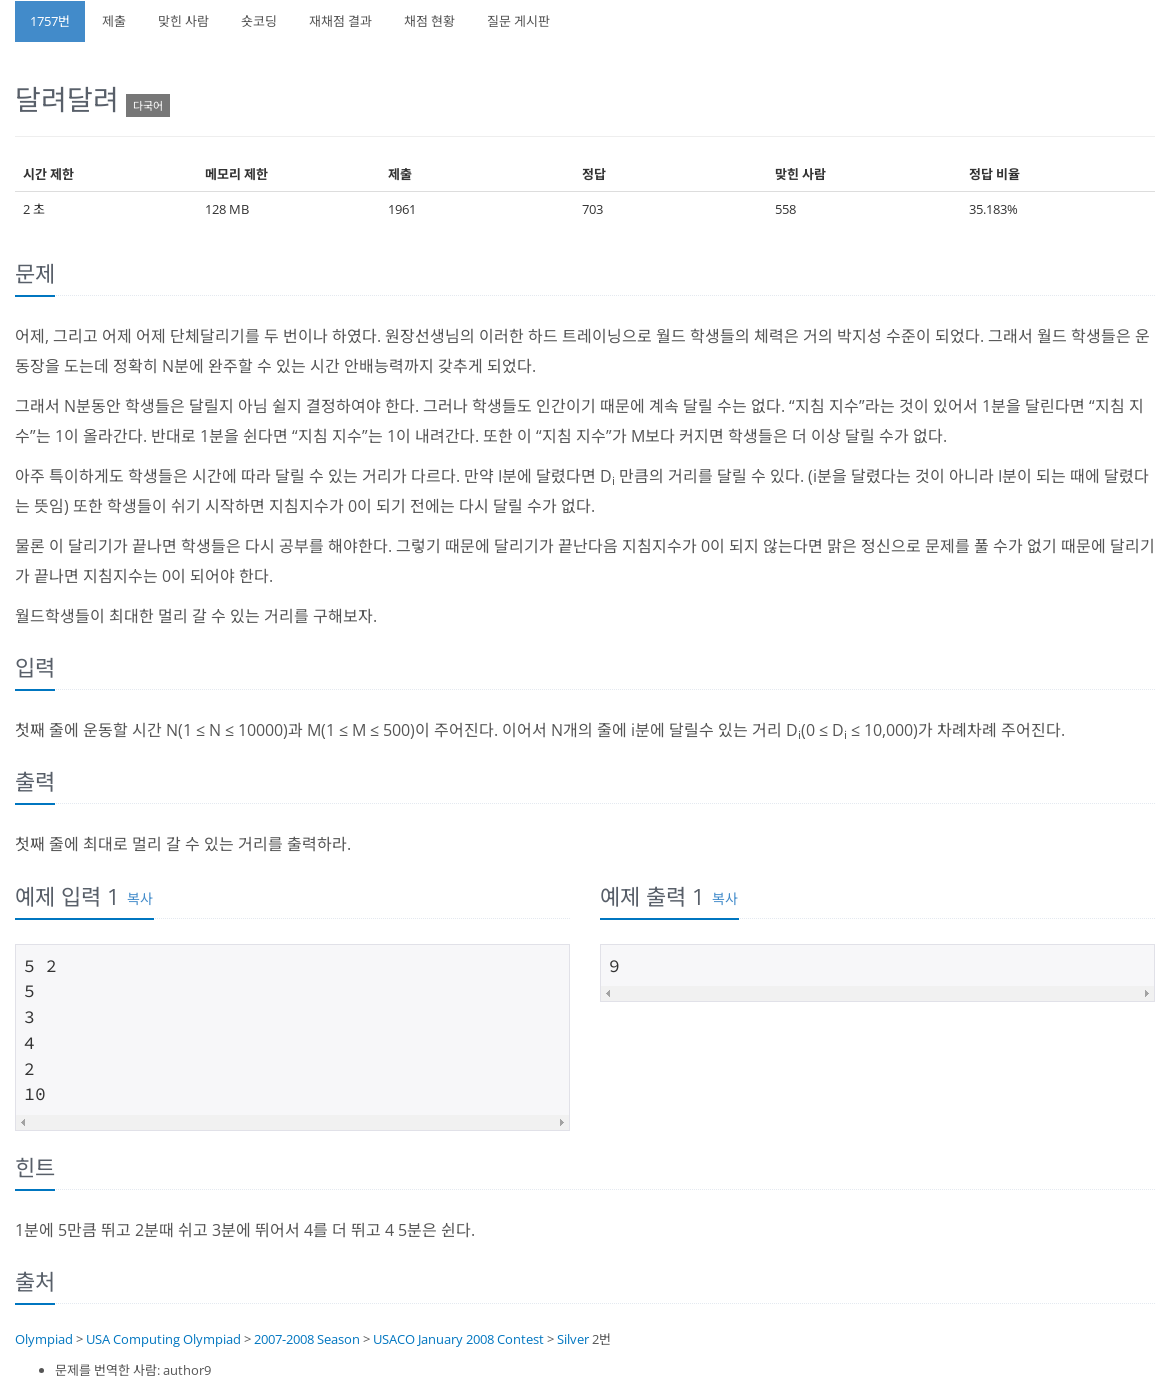 1757번 제출 맞힌 사람 숏코딩 재채점 결과 채점 현황 질문 게시판
달려달려 다국어
시간 제한 메모리 제한 제출 정답 맞힌 사람 정답 비율
2 초 128 MB 1961 703 558 35.183%
문제
어제, 그리고 어제 어제 단체달리기를 두 번이나 하였다. 원장선생님의 이러한 하드 트레이닝으로 월드 학생들의 체력은 거의 박지성 수준이 되었다. 그래서 월드 학생들은 운
동장을 도는데 정확히 N분에 완주할 수 있는 시간 안배능력까지 갖추게 되었다.
그래서 N분동안 학생들은 달릴지 아님 쉴지 결정하여야 한다. 그러나 학생들도 인간이기 때문에 계속 달릴 수는 없다. “지침 지수”라는 것이 있어서 1분을 달린다면 “지침 지
수”는 1이 올라간다. 반대로 1분을 쉰다면 “지침 지수”는 1이 내려간다. 또한 이 “지침 지수”가 M보다 커지면 학생들은 더 이상 달릴 수가 없다.
아주 특이하게도 학생들은 시간에 따라 달릴 수 있는 거리가 다르다. 만약 I분에 달렸다면 Di 만큼의 거리를 달릴 수 있다. (i분을 달렸다는 것이 아니라 I분이 되는 때에 달렸다
는 뜻임) 또한 학생들이 쉬기 시작하면 지침지수가 0이 되기 전에는 다시 달릴 수가 없다.
물론 이 달리기가 끝나면 학생들은 다시 공부를 해야한다. 그렇기 때문에 달리기가 끝난다음 지침지수가 0이 되지 않는다면 맑은 정신으로 문제를 풀 수가 없기 때문에 달리기
가 끝나면 지침지수는 0이 되어야 한다.
월드학생들이 최대한 멀리 갈 수 있는 거리를 구해보자.
입력
첫째 줄에 운동할 시간 N(1 ≤ N ≤ 10000)과 M(1 ≤ M ≤ 500)이 주어진다. 이어서 N개의 줄에 i분에 달릴수 있는 거리 Di(0 ≤ Di ≤ 10,000)가 차례차례 주어진다.
출력
첫째 줄에 최대로 멀리 갈 수 있는 거리를 출력하라.
예제 입력 1 복사
5 2
5
3
4
2
10
예제 출력 1 복사
9
힌트
1분에 5만큼 뛰고 2분때 쉬고 3분에 뛰어서 4를 더 뛰고 4 5분은 쉰다.
출처
Olympiad > USA Computing Olympiad > 2007-2008 Season > USACO January 2008 Contest > Silver 2번
• 문제를 번역한 사람: author9